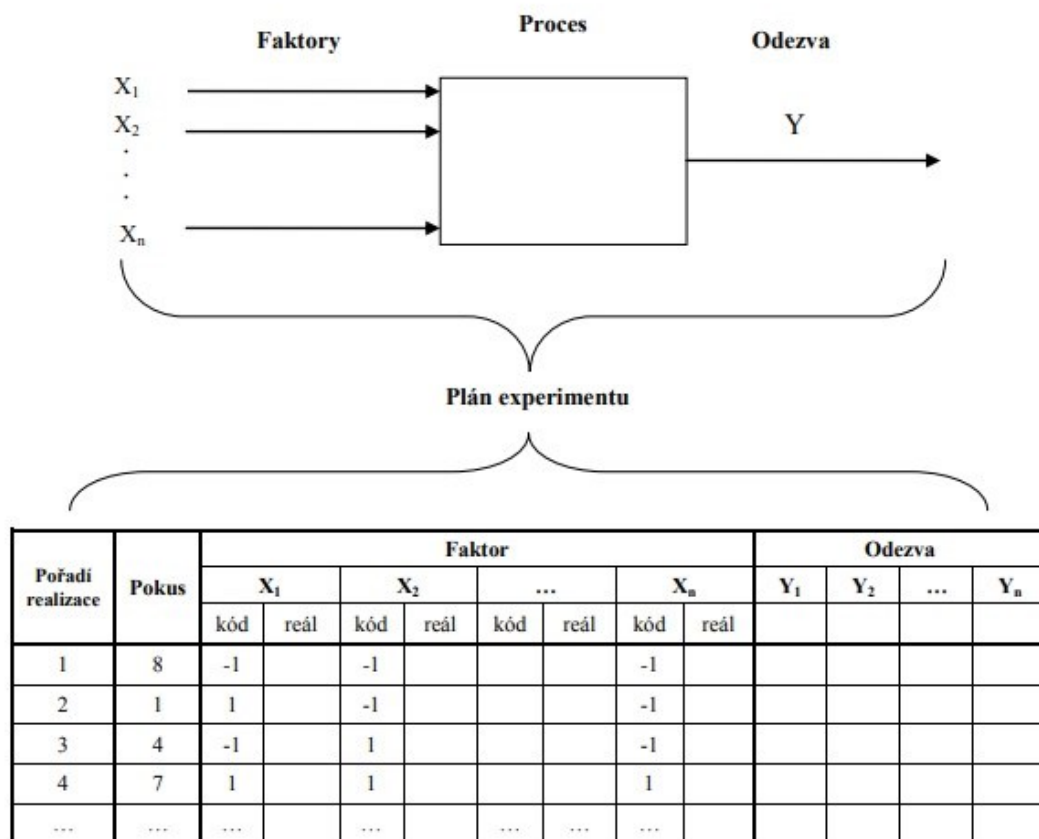 Faktory Proces Odezva
X₁
X₂ Y
.
.
.
Xₙ
Plán experimentu
Pořadí realizace Pokus Faktor Odezva
X₁ X₂ … Xₙ Y₁ Y₂ … Yₙ
kód reál kód reál kód reál kód reál
1 8 -1 -1 -1
2 1 1 -1 -1
3 4 -1 1 -1
4 7 1 1 1
… … … … … … …